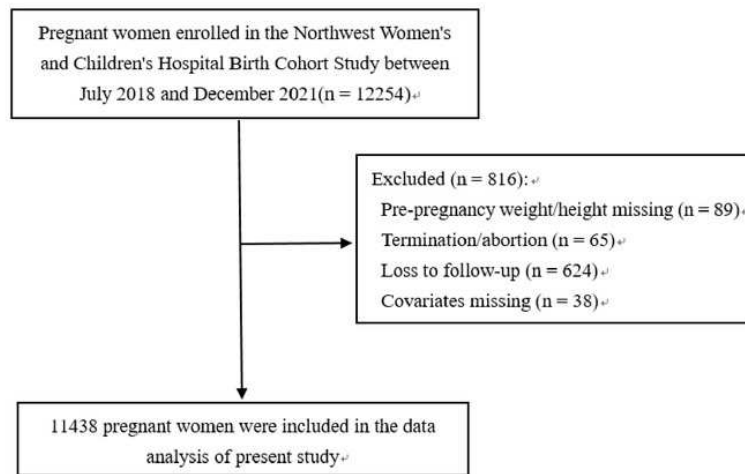 Pregnant women enrolled in the Northwest Women's
and Children's Hospital Birth Cohort Study between
July 2018 and December 2021(n = 12254)↵
Excluded (n = 816):↵
Pre-pregnancy weight/height missing (n = 89)↵
Termination/abortion (n = 65)↵
Loss to follow-up (n = 624)↵
Covariates missing (n = 38)↵
11438 pregnant women were included in the data
analysis of present study↵